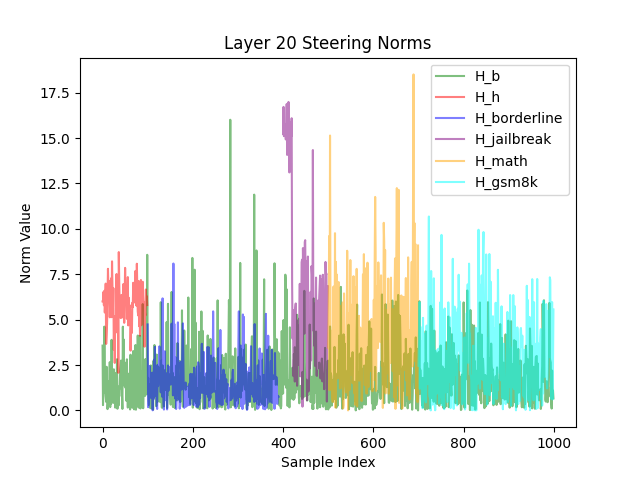 Layer 20 Steering Norms
H_b
H_h
H_borderline
H_jailbreak
H_math
H_gsm8k
Norm Value
17.5
15.0
12.5
10.0
7.5
5.0
2.5
0.0
0
200
400
600
800
1000
Sample Index